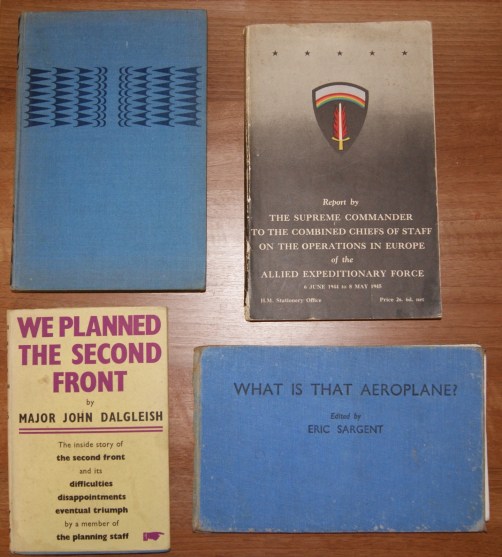 Report by
THE SUPREME COMMANDER
TO THE COMBINED CHIEFS OF STAFF
ON THE OPERATIONS IN EUROPE
of the
ALLIED EXPEDITIONARY FORCE
6 JUNE 1944 to 8 MAY 1945
H.M. Stationery Office Price 2s. 6d. net
WE PLANNED
THE SECOND
FRONT
by
MAJOR JOHN DALGLEISH
The inside story of
the second front
and its
difficulties
disappointments
eventual triumph
by a member of
the planning staff
WHAT IS THAT AEROPLANE?
Edited by
ERIC SARGENT